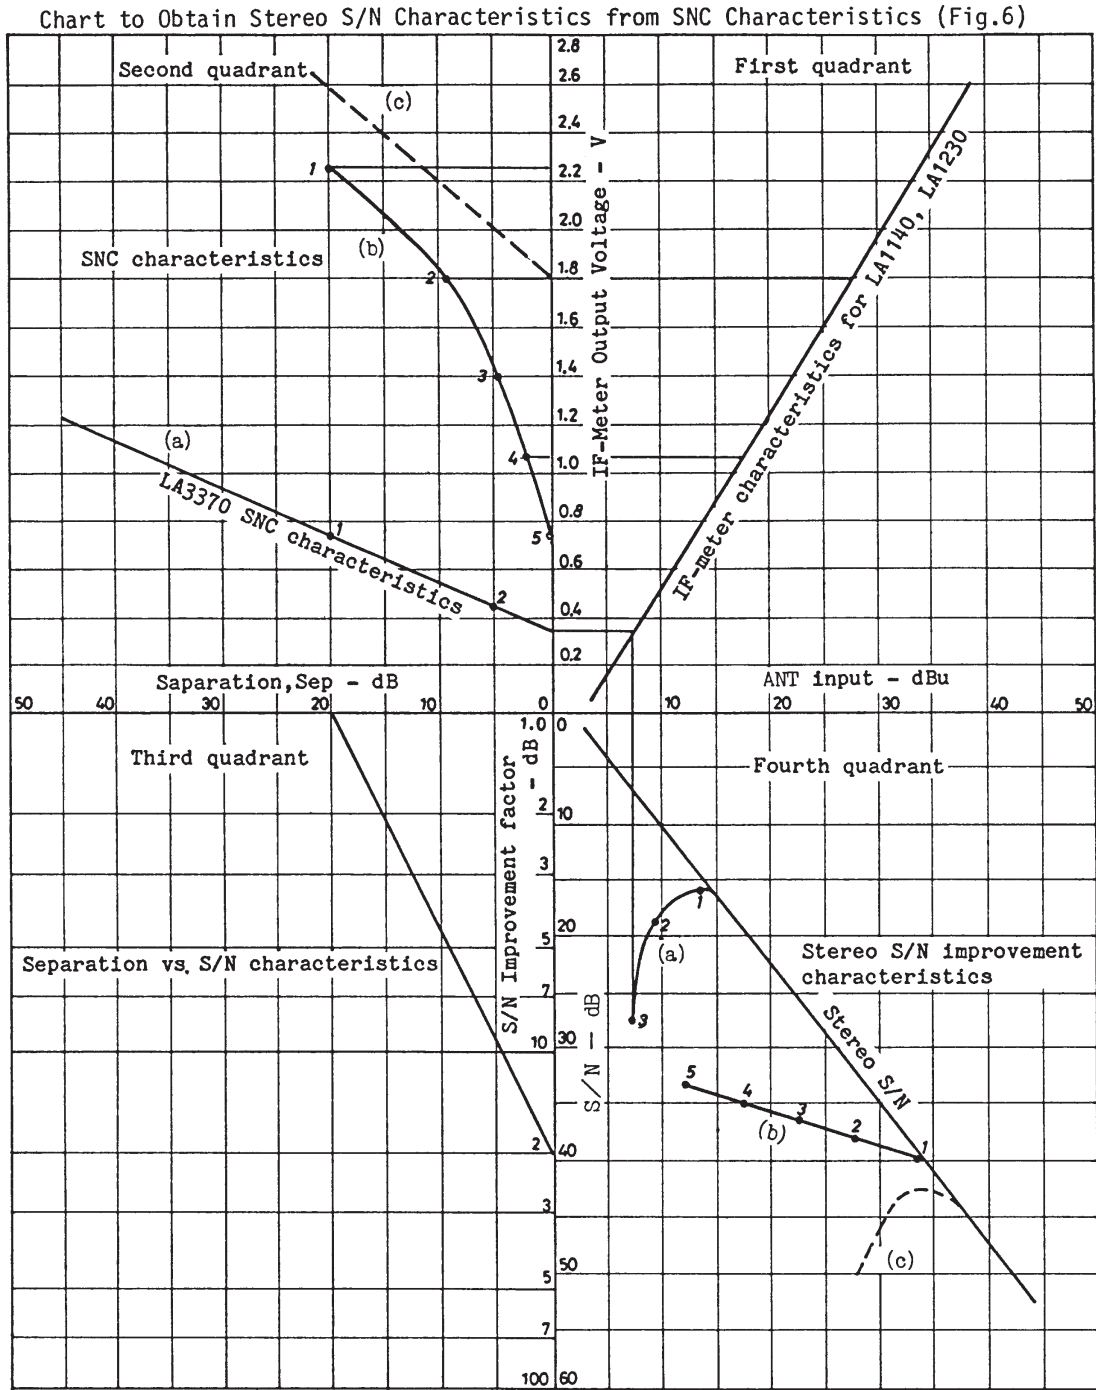 Chart to Obtain Stereo S/N Characteristics from SNC Characteristics (Fig.6)
Second quadrant
First quadrant
2.8
2.6
2.4
2.2
2.0
1.8
1.6
1.4
1.2
1.0
0.8
0.6
0.4
0.2
IF-Meter Output Voltage - V
(c)
1
(b)
SNC characteristics
2
3
4
5
(a)
LA3370 SNC characteristics
1
2
IF-meter characteristics for LA1140, LA1230
Saparation,Sep - dB
ANT input - dBu
50 40 30 20 10 0
10 20 30 40 50
1.0 0
Third quadrant
Fourth quadrant
S/N Improvement factor - dB
2 10
3
20
5
7
10 30
2 40
3
50
5
7
100 60
S/N - dB
Separation vs. S/N characteristics
Stereo S/N improvement
characteristics
Stereo S/N
1
2
(a)
3
5
4
3
2
1
(b)
(c)